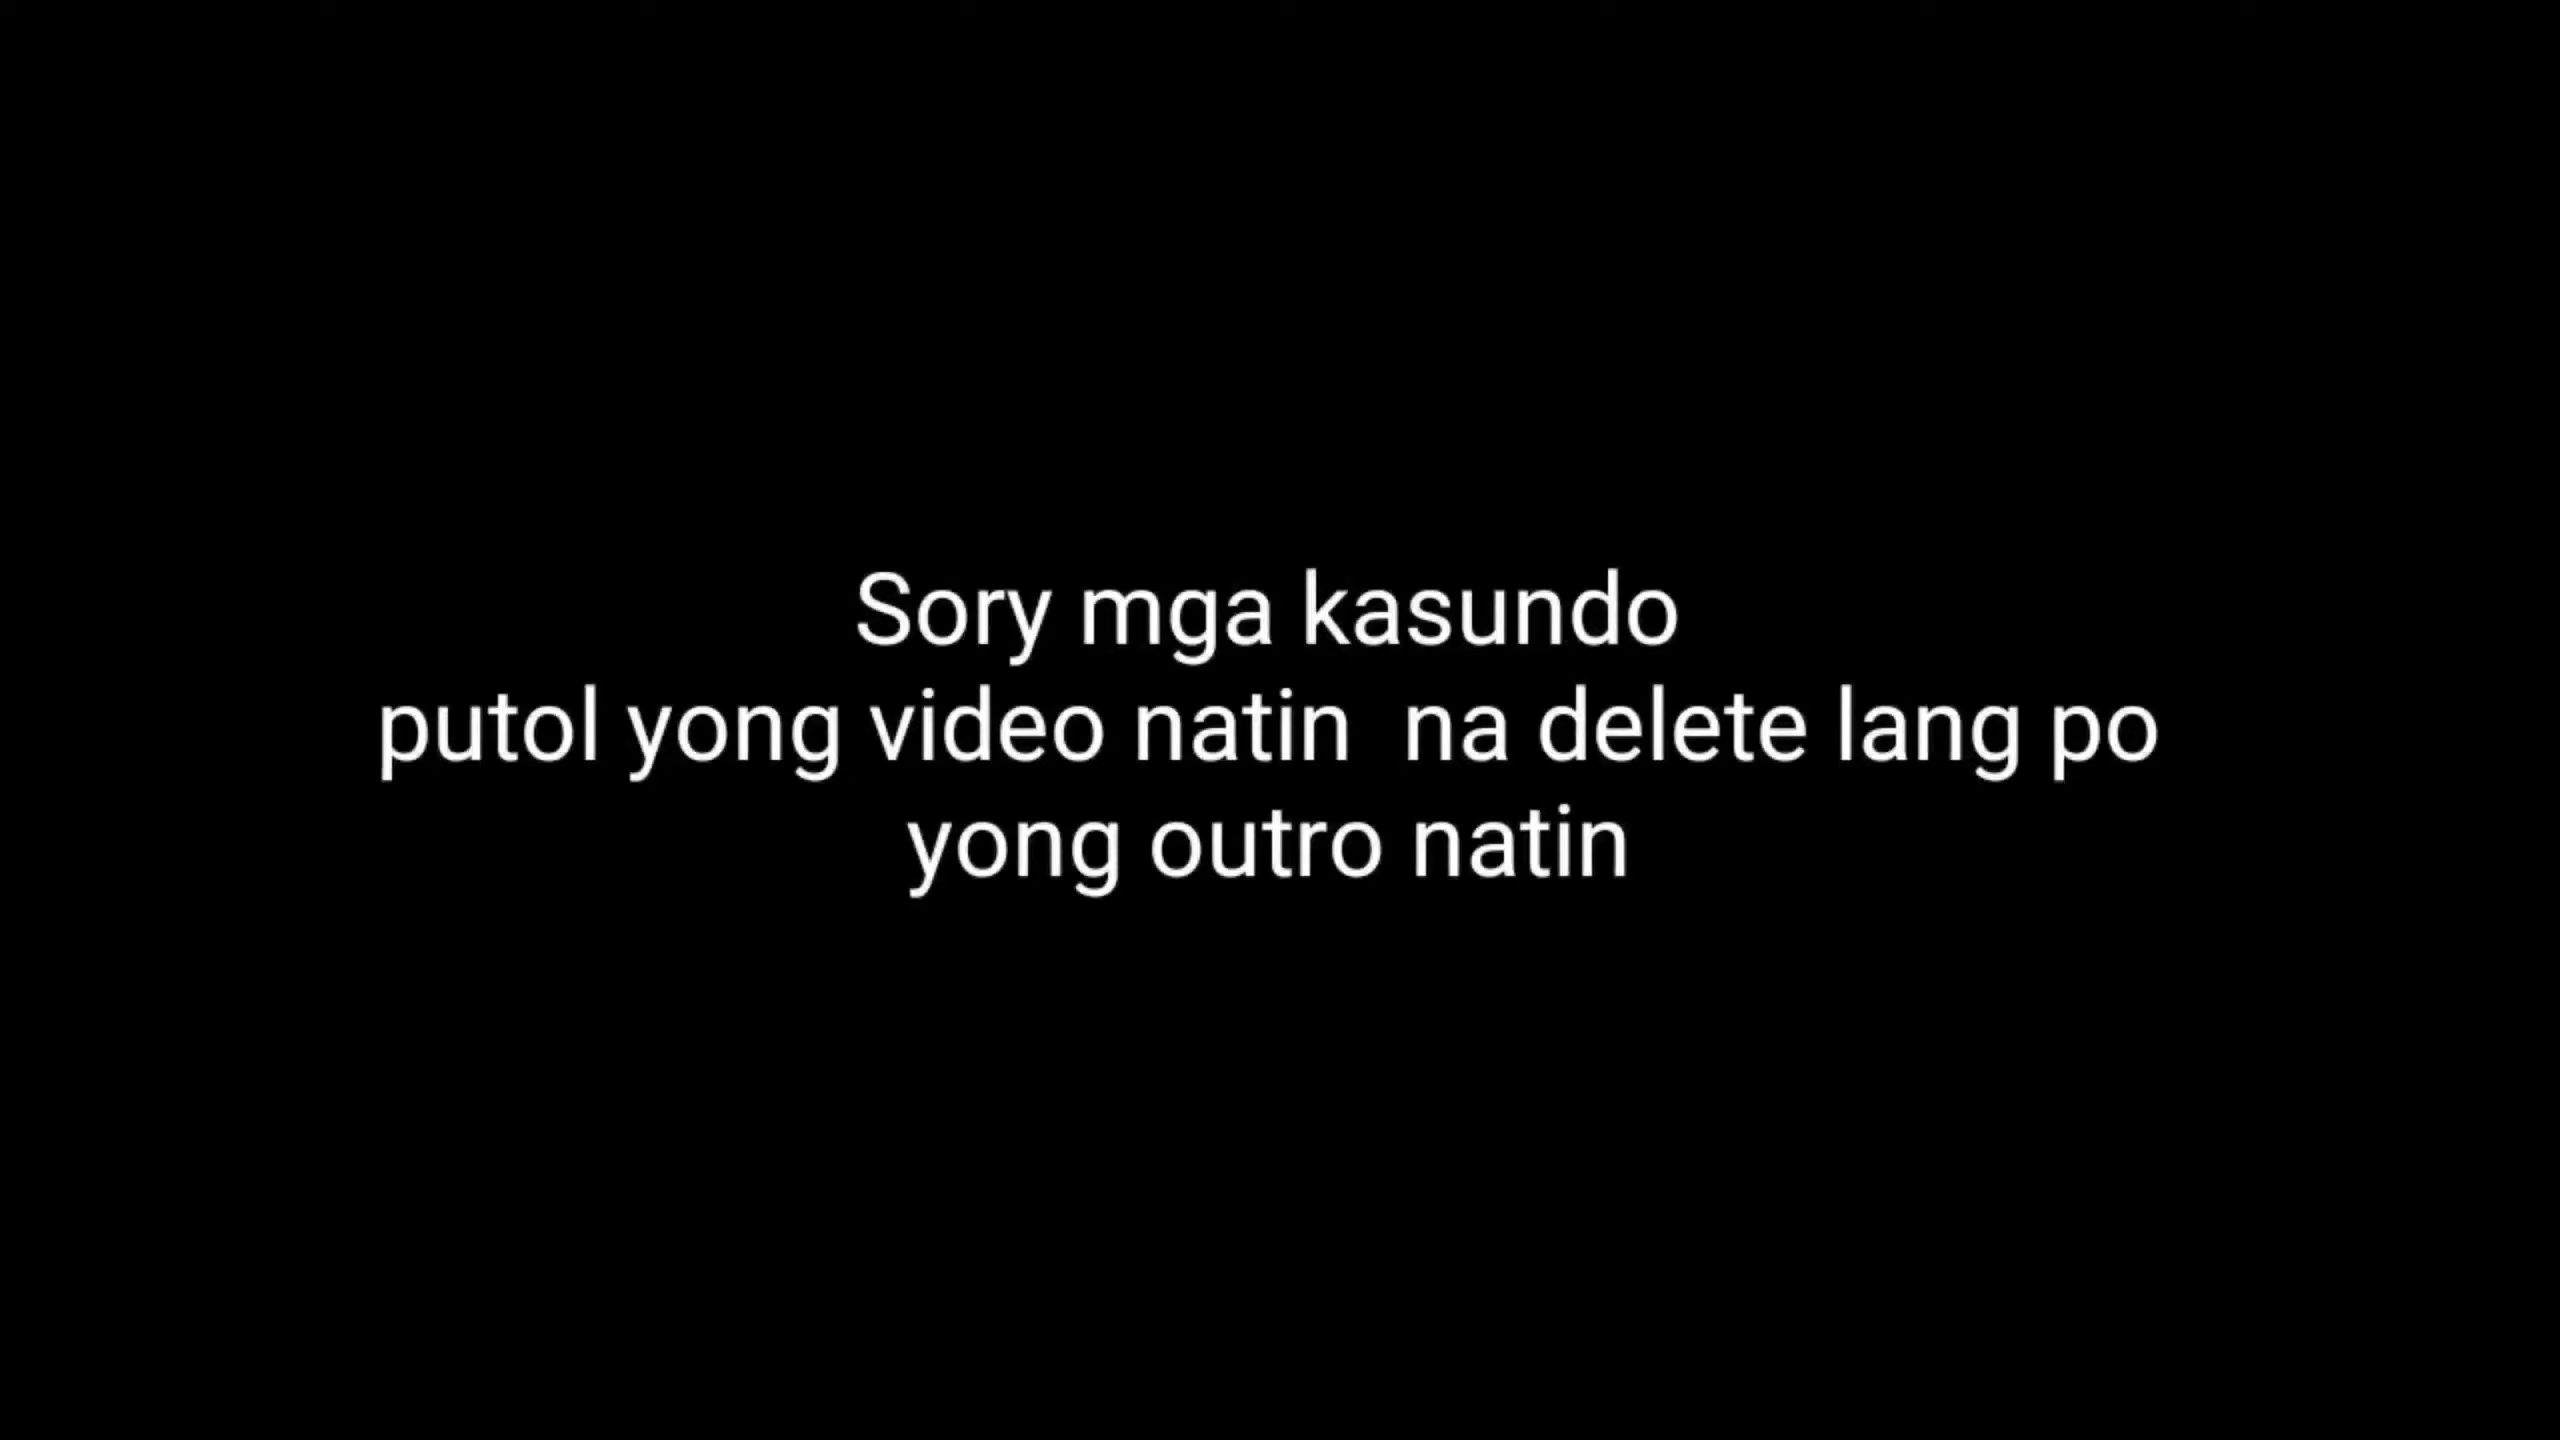 Sory mga kasundo
putol yong video natin  na delete lang po
yong outro natin